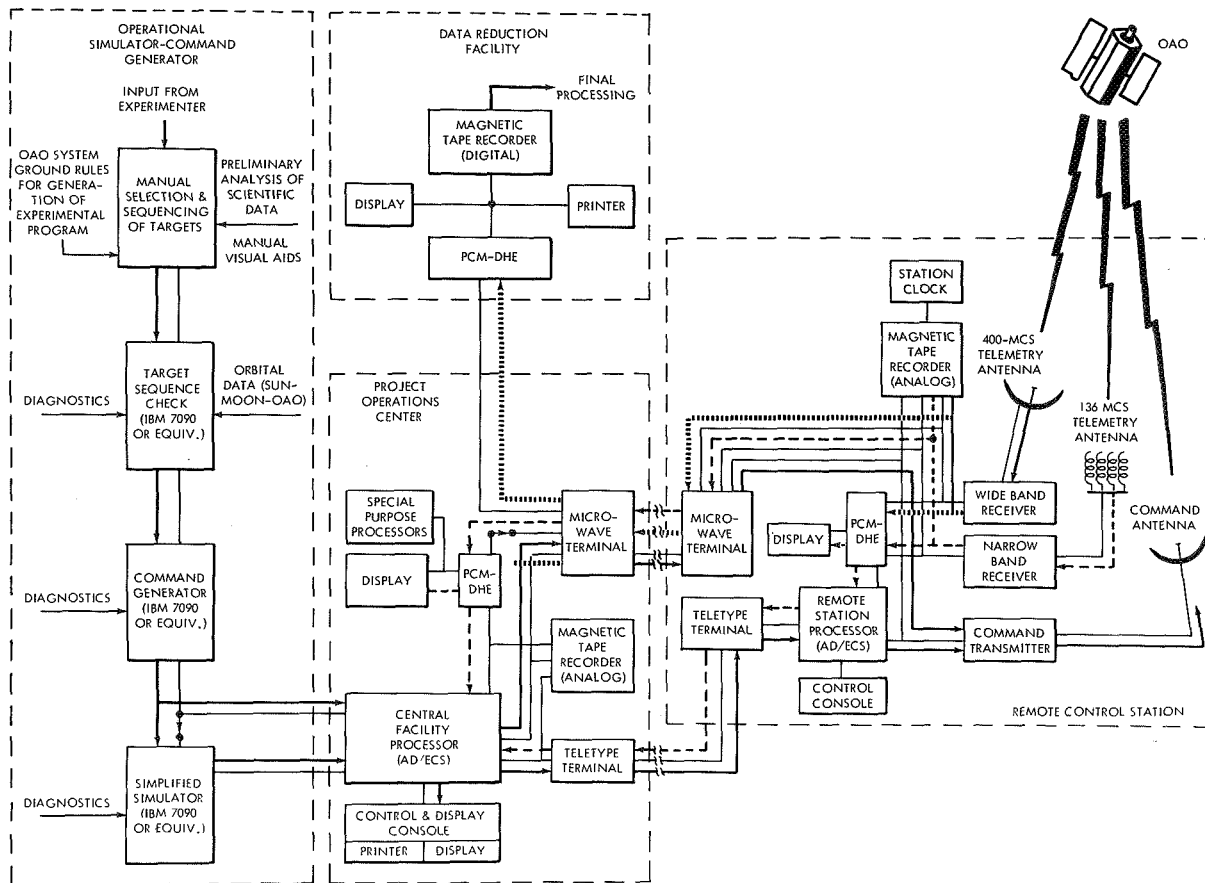 OPERATIONAL
SIMULATOR-COMMAND
GENERATOR
INPUT FROM
EXPERIMENTER
OAO SYSTEM
GROUND RULES
FOR GENERA-
TION OF
EXPERIMENTAL
PROGRAM
MANUAL
SELECTION &
SEQUENCING
OF TARGETS
PRELIMINARY
ANALYSIS OF
SCIENTIFIC
DATA
MANUAL
VISUAL AIDS
DIAGNOSTICS
TARGET
SEQUENCE
CHECK
(IBM 7090
OR EQUIV.)
ORBITAL
DATA (SUN-
MOON-OAO)
DIAGNOSTICS
COMMAND
GENERATOR
(IBM 7090
OR EQUIV.)
DIAGNOSTICS
SIMPLIFIED
SIMULATOR
(IBM 7090
OR EQUIV.)
DATA REDUCTION
FACILITY
FINAL
PROCESSING
MAGNETIC
TAPE RECORDER
(DIGITAL)
DISPLAY
PRINTER
PCM-DHE
PROJECT
OPERATIONS
CENTER
SPECIAL
PURPOSE
PROCESSORS
DISPLAY
PCM-
DHE
MICRO-
WAVE
TERMINAL
MAGNETIC
TAPE
RECORDER
(ANALOG)
CENTRAL
FACILITY
PROCESSOR
(AD/ECS)
TELETYPE
TERMINAL
CONTROL & DISPLAY
CONSOLE
PRINTER
DISPLAY
OAO
STATION
CLOCK
MAGNETIC
TAPE
RECORDER
(ANALOG)
400-MCS
TELEMETRY
ANTENNA
136 MCS
TELEMETRY
ANTENNA
COMMAND
ANTENNA
MICRO-
WAVE
TERMINAL
DISPLAY
PCM-
DHE
WIDE BAND
RECEIVER
NARROW
BAND
RECEIVER
TELETYPE
TERMINAL
REMOTE
STATION
PROCESSOR
(AD/ECS)
COMMAND
TRANSMITTER
CONTROL
CONSOLE
REMOTE CONTROL STATION